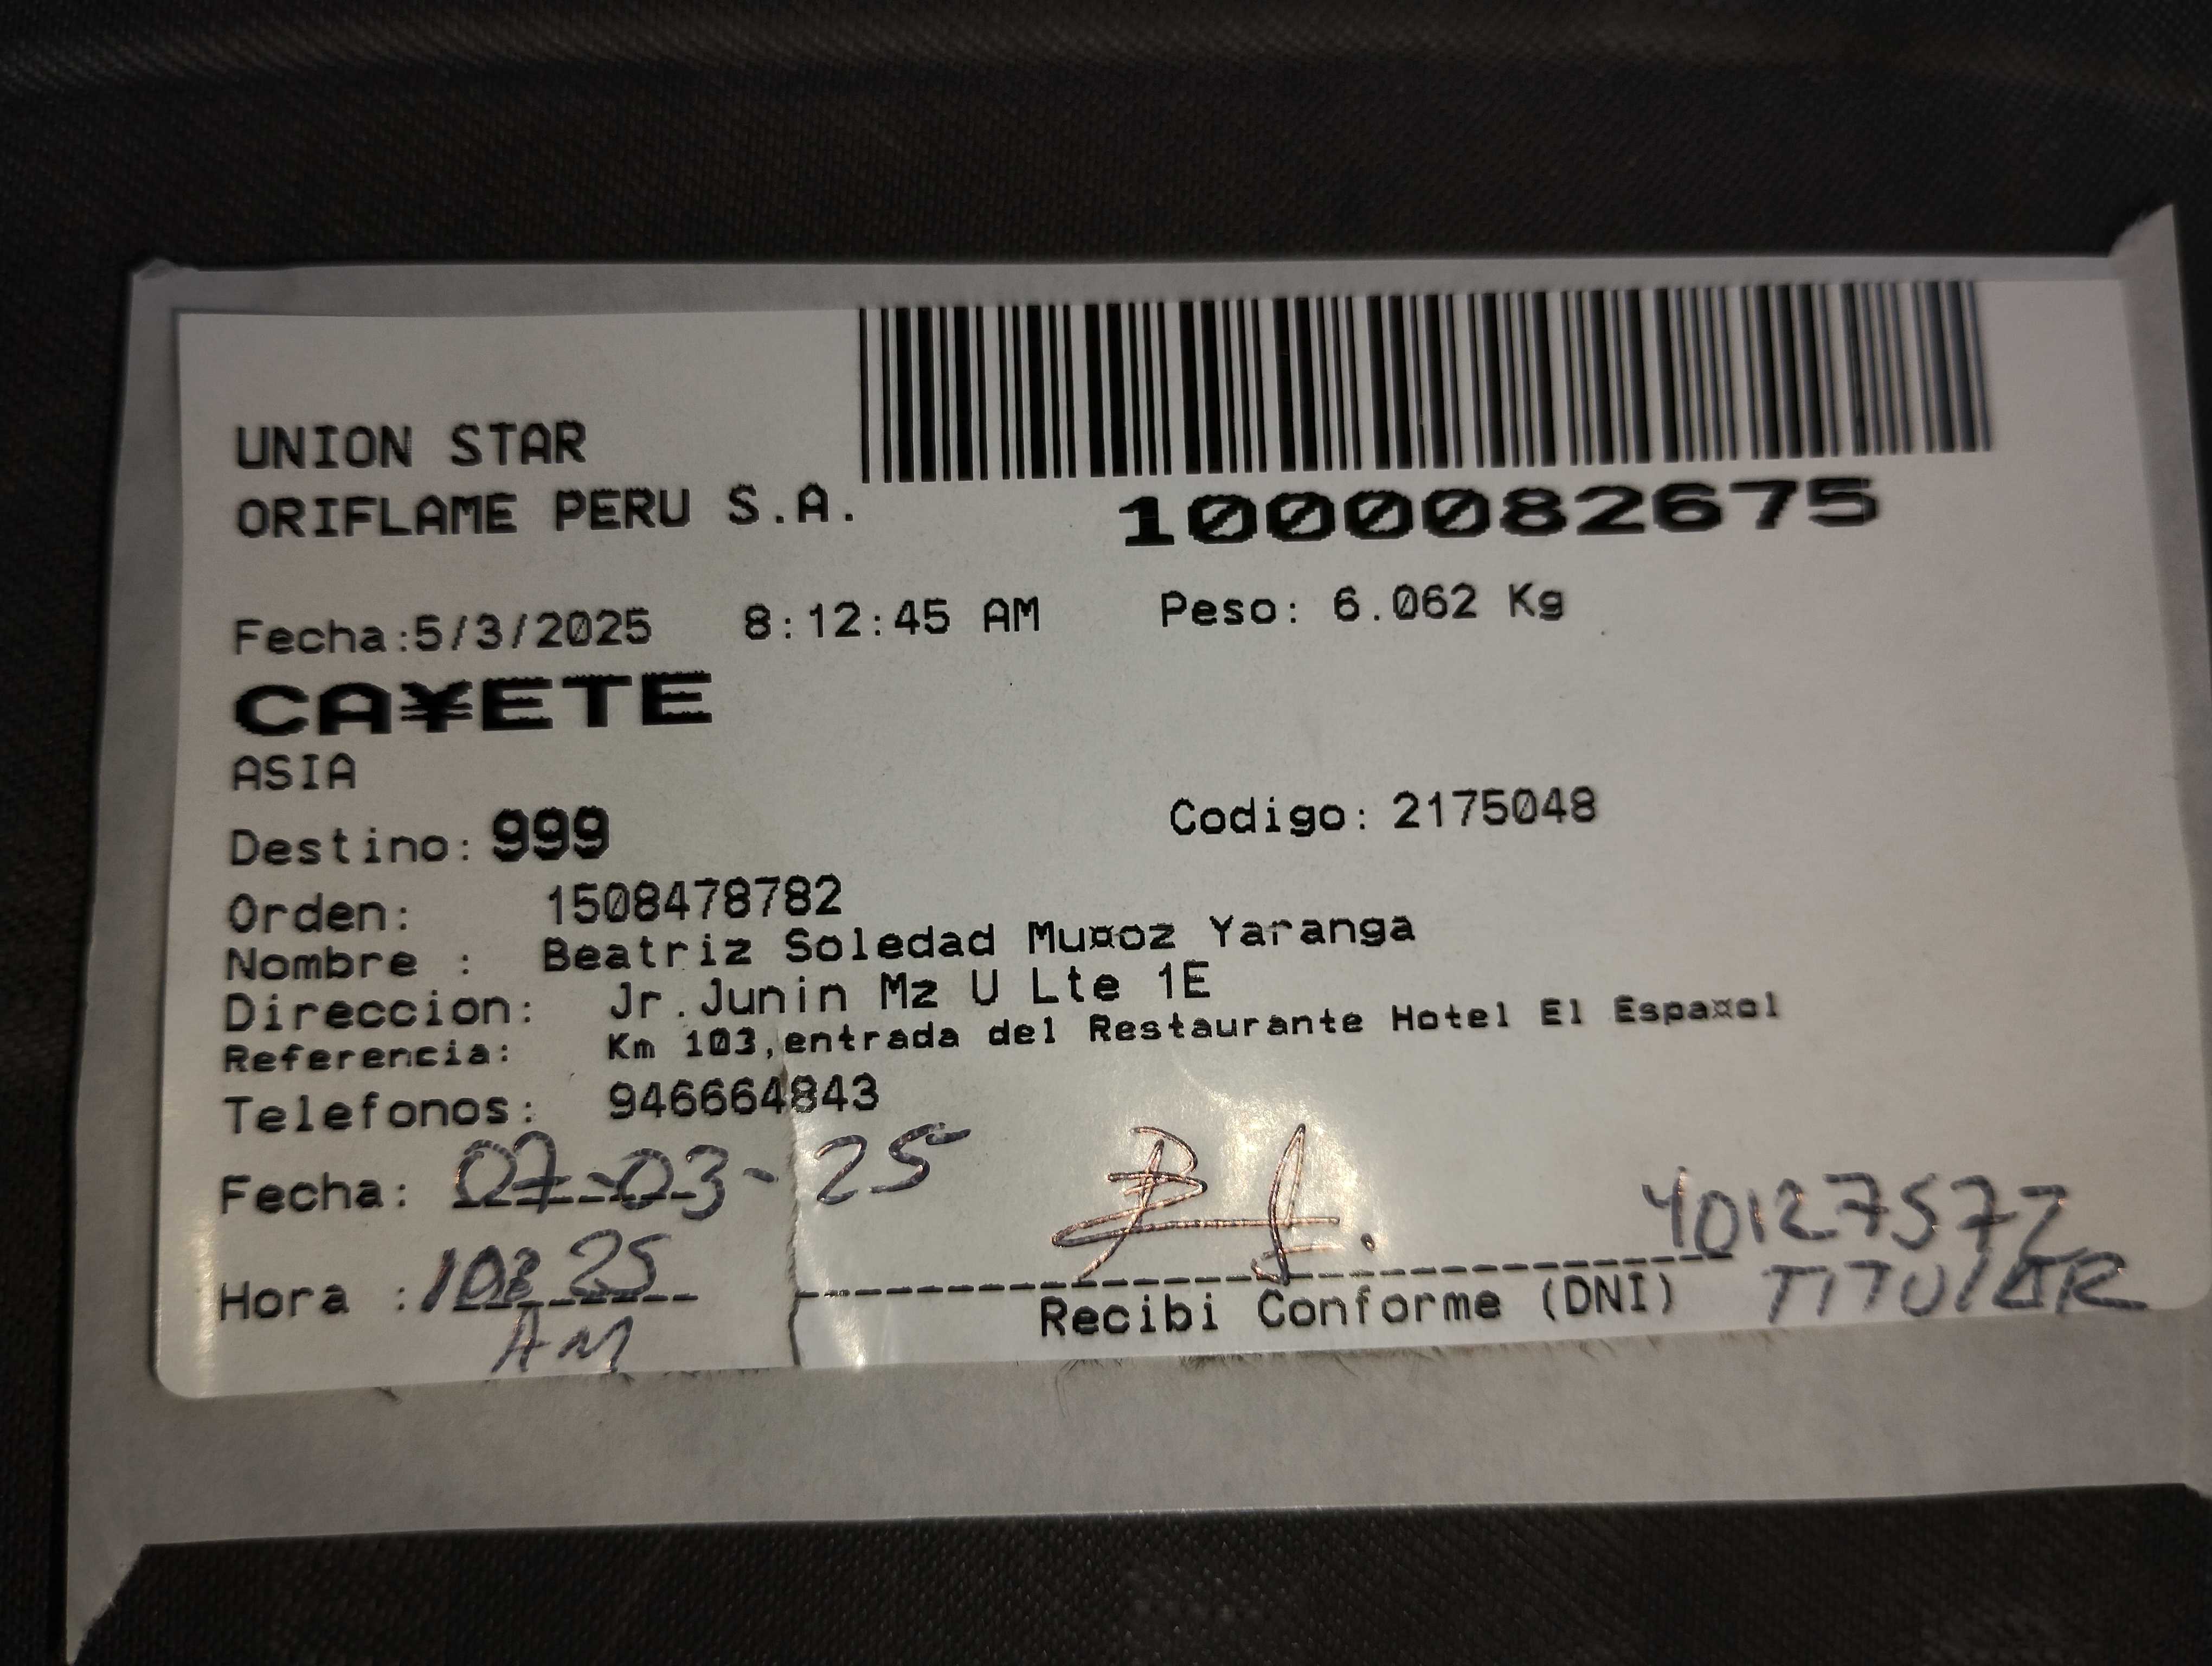 UNION STAR
ORIFLAME PERU S.A.
1000082675
Fecha:5/3/2025 8:12:45 AM Peso: 6.062 Kg
CA¥ETE
ASIA
Destino: 999 Codigo: 2175048
Orden: 1508478782
Nombre : Beatriz Soledad Mu¤oz Yaranga
Direccion: Jr.Junin Mz U Lte 1E
Referencia: Km 103,entrada del Restaurante Hotel El Espa¤ol
Telefonos: 946664843
Fecha: 07-03-25
Hora : 10:25
AM
40127572
Recibi Conforme (DNI) TITULAR